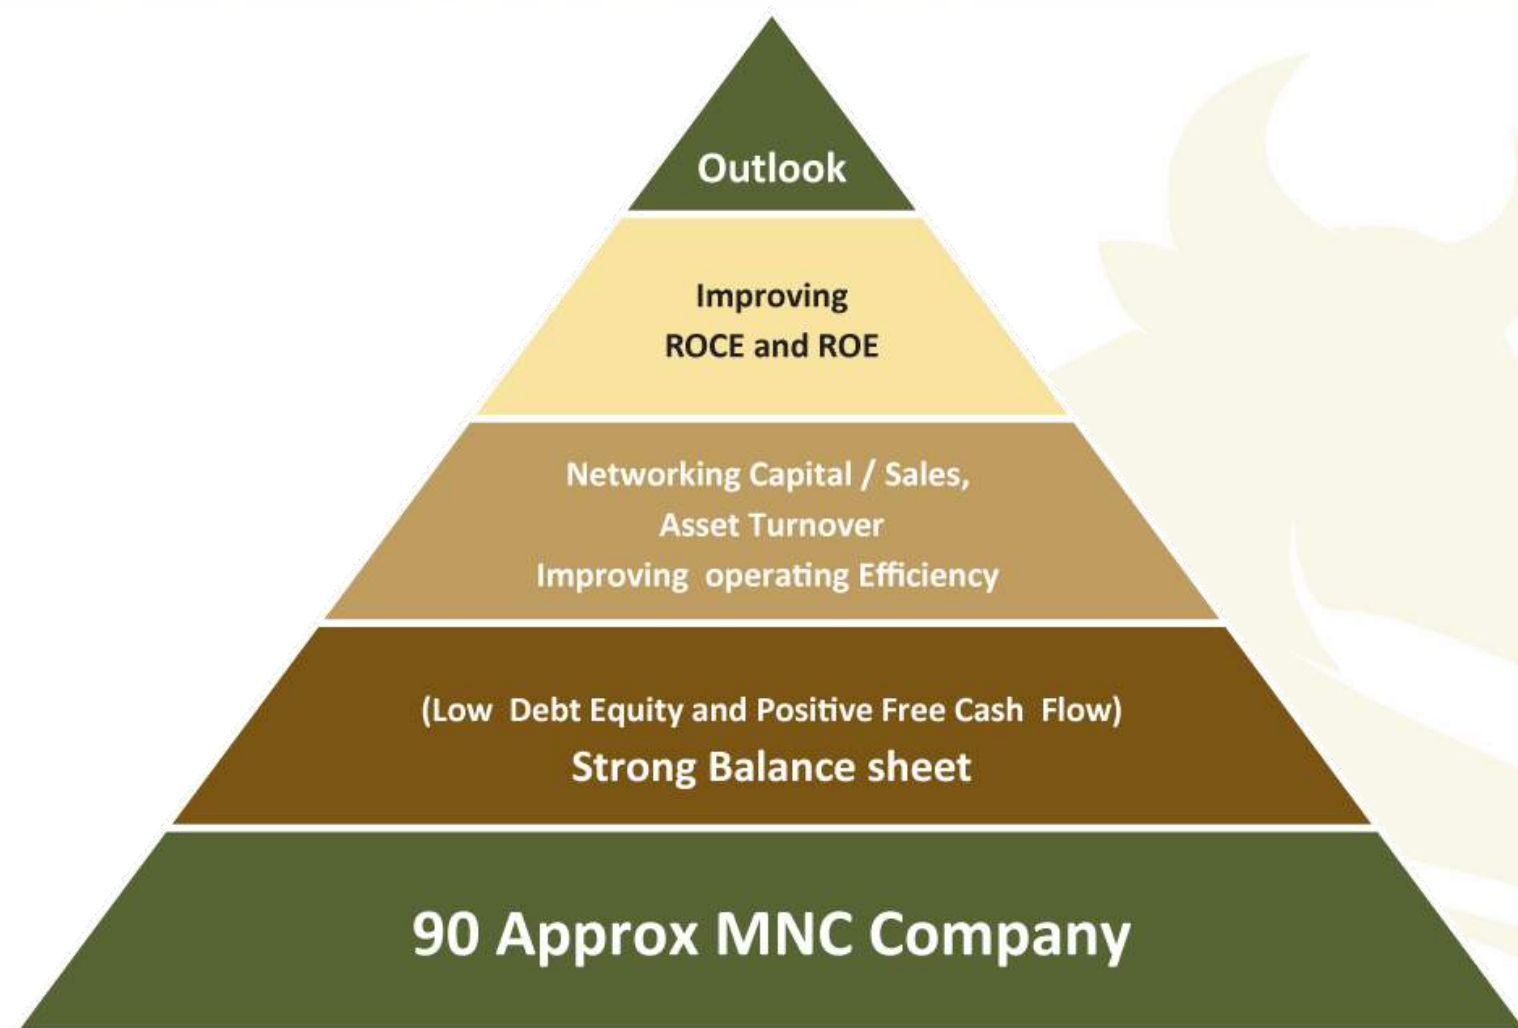 Outlook
Improving
ROCE and ROE
Networking Capital / Sales,
Asset Turnover
Improving operating Efficiency
(Low Debt Equity and Positive Free Cash Flow)
Strong Balance sheet
90 Approx MNC Company